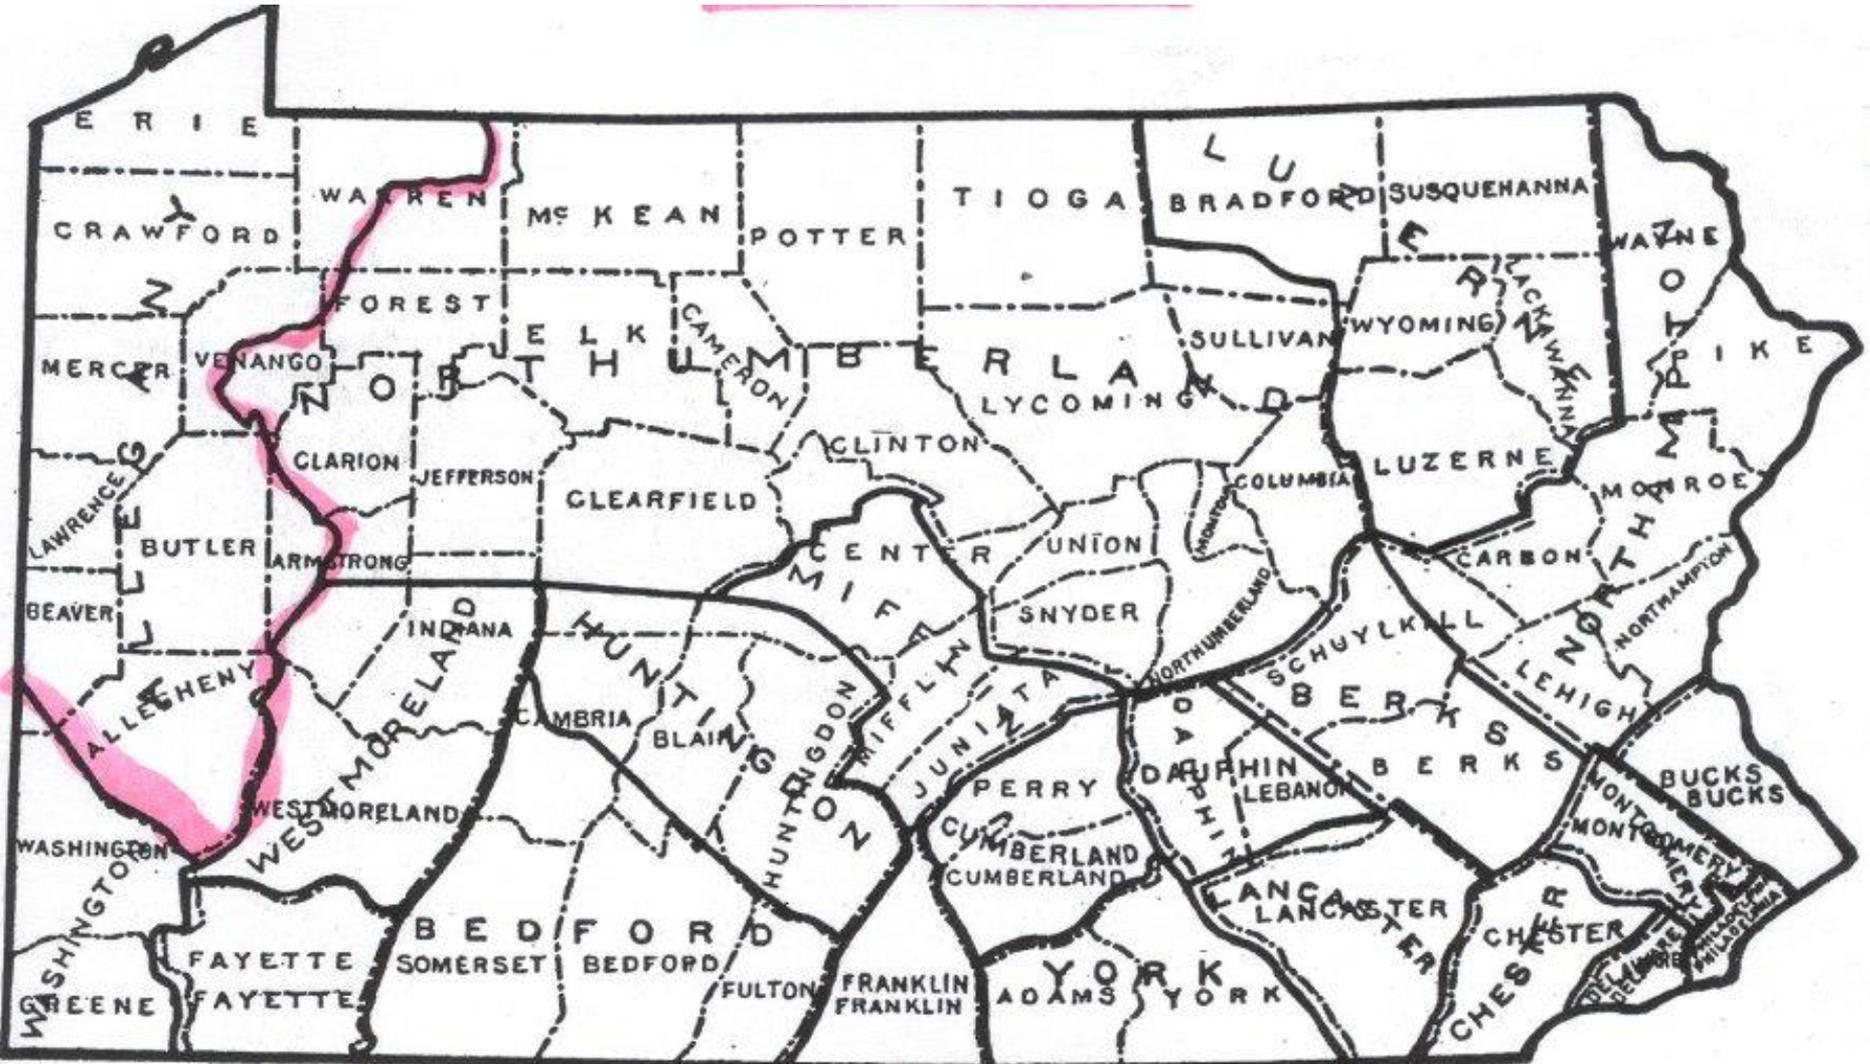 ERIE
CRAWFORD
WARREN
McKEAN
POTTER
TIOGA
BRADFORD
SUSQUEHANNA
WAYNE
LUZERNE
MERCER
VENANGO
FOREST
ELK
CAMERON
SULLIVAN
WYOMING
LACKAWANNA
PIKE
NORTHUMBERLAND
LYCOMING
CLINTON
CLARION
JEFFERSON
CLEARFIELD
COLUMBIA
LUZERNE
MONROE
NORTHAMPTON
LAWRENCE
ALLEGHENY
BUTLER
ARMSTRONG
CENTER
MIFFLIN
UNION
MONTOUR
CARBON
NORTHAMPTON
BEAVER
INDIANA
HUNTINGDON
SNYDER
NORTHUMBERLAND
SCHUYLKILL
LEHIGH
ALLEGHENY
WESTMORELAND
CAMBRIA
BLAIR
HUNTINGDON
MIFFLIN
JUNIATA
BERKS
DAUPHIN
PERRY
DAUPHIN
LEBANON
BERKS
BUCKS
BUCKS
WASHINGTON
WESTMORELAND
CUMBERLAND
CUMBERLAND
MONTGOMERY
MONTGOMERY
WASHINGTON
BEDFORD
LANCASTER
LANCASTER
CHESTER
CHESTER
PHILADELPHIA
PHILADELPHIA
DELAWARE
DELAWARE
FAYETTE
FAYETTE
SOMERSET
BEDFORD
FULTON
FRANKLIN
FRANKLIN
YORK
ADAMS
YORK
GREENE